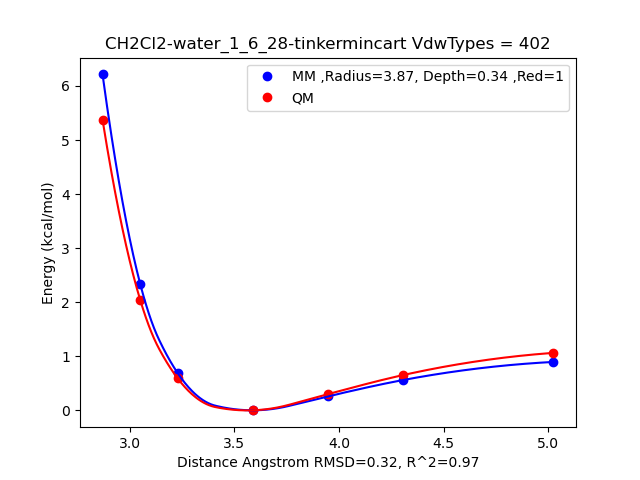 CH2Cl2-water_1_6_28-tinkermincart VdwTypes = 402
MM ,Radius=3.87, Depth=0.34 ,Red=1
QM
Energy (kcal/mol)
6
5
4
3
2
1
0
3.0 3.5 4.0 4.5 5.0
Distance Angstrom RMSD=0.32, R^2=0.97